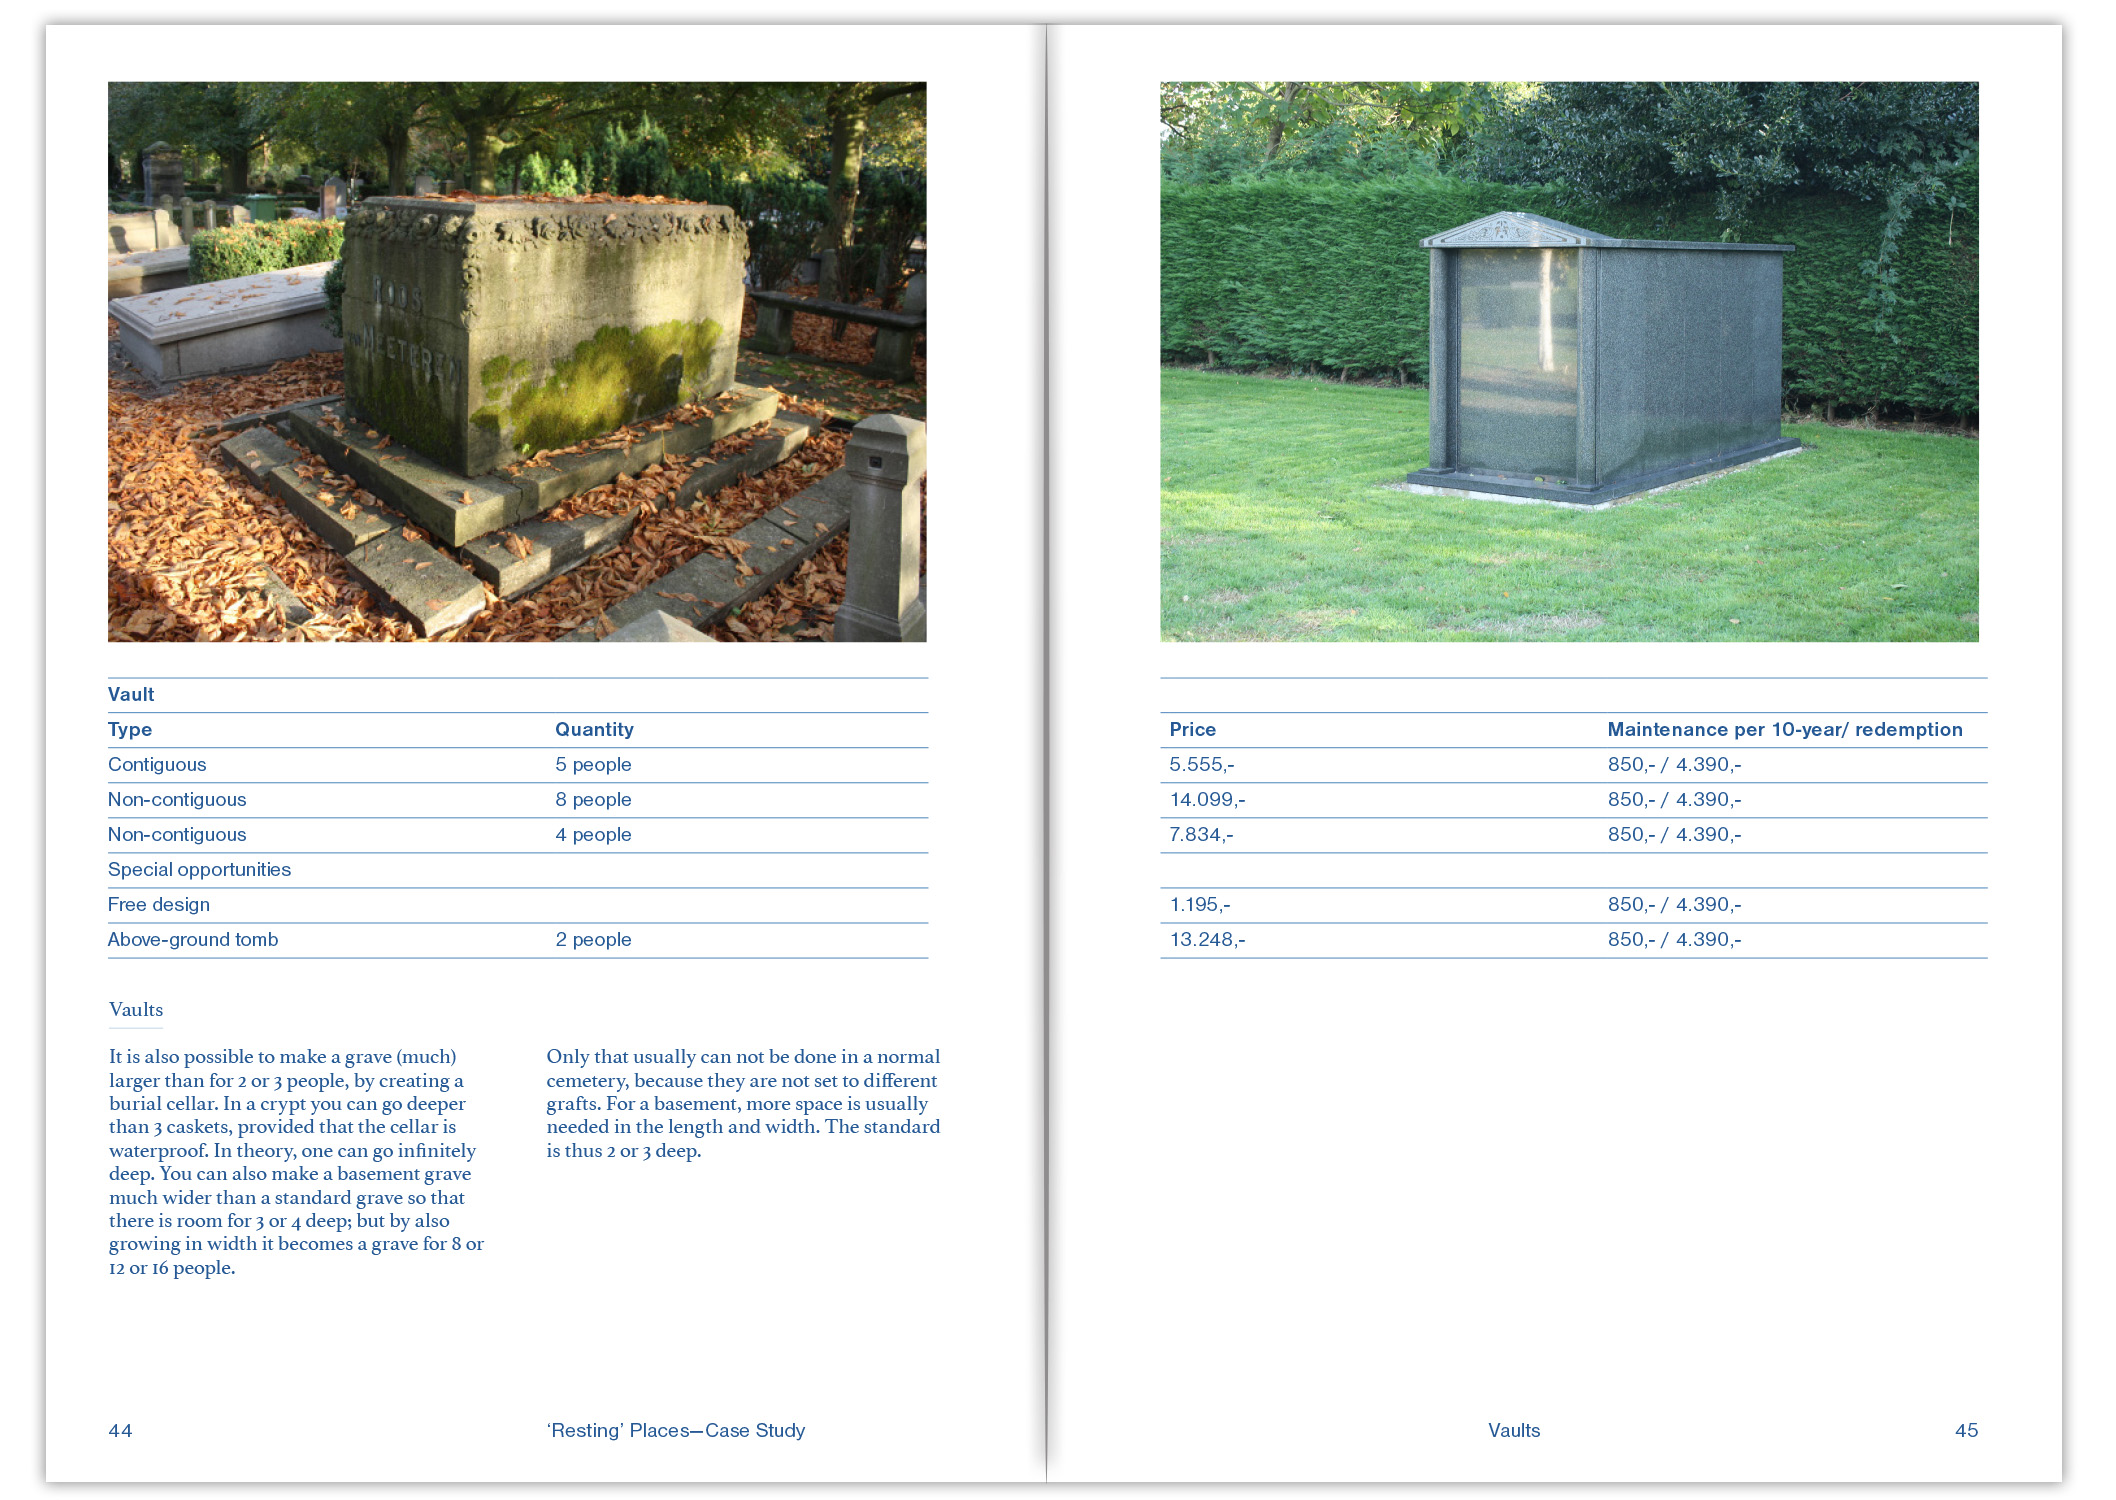 ROOS
MEETEREN
Vault
Type Quantity Price Maintenance per 10-year/ redemption
Contiguous 5 people 5.555,- 850,- / 4.390,-
Non-contiguous 8 people 14.099,- 850,- / 4.390,-
Non-contiguous 4 people 7.834,- 850,- / 4.390,-
Special opportunities
Free design 1.195,- 850,- / 4.390,-
Above-ground tomb 2 people 13.248,- 850,- / 4.390,-
Vaults
It is also possible to make a grave (much)
larger than for 2 or 3 people, by creating a
burial cellar. In a crypt you can go deeper
than 3 caskets, provided that the cellar is
waterproof. In theory, one can go infinitely
deep. You can also make a basement grave
much wider than a standard grave so that
there is room for 3 or 4 deep; but by also
growing in width it becomes a grave for 8 or
12 or 16 people.
Only that usually can not be done in a normal
cemetery, because they are not set to different
grafts. For a basement, more space is usually
needed in the length and width. The standard
is thus 2 or 3 deep.
44 ‘Resting’ Places—Case Study
Vaults 45